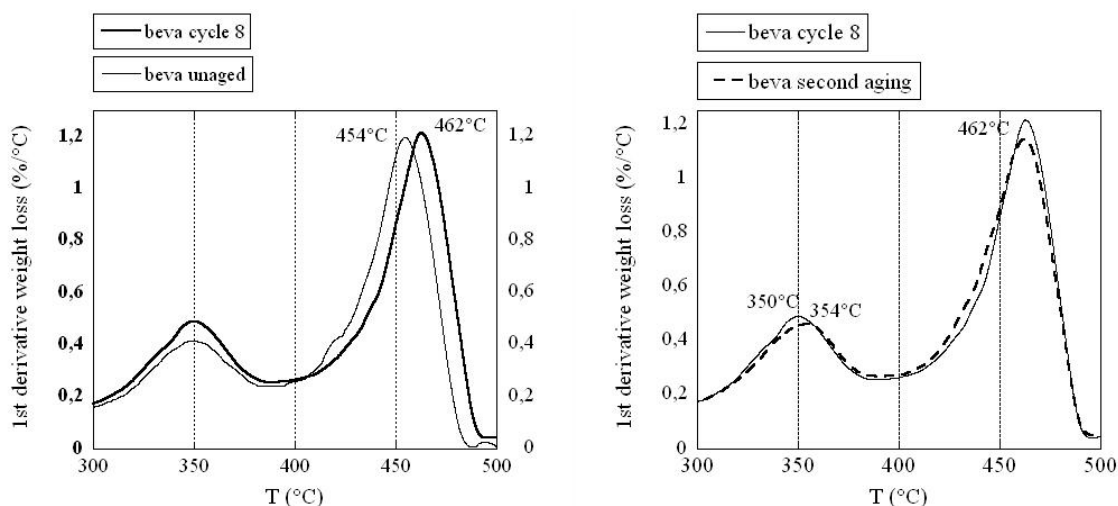 beva cycle 8
beva unaged
1st derivative weight loss (%/°C)
1,2
1
0,8
0,6
0,4
0,2
0
454°C
462°C
1,2
1
0,8
0,6
0,4
0,2
0
300
350
400
450
500
T (°C)
beva cycle 8
beva second aging
1st derivative weight loss (%/°C)
1,2
1
0,8
0,6
0,4
0,2
0
462°C
350°C
354°C
300
350
400
450
500
T (°C)